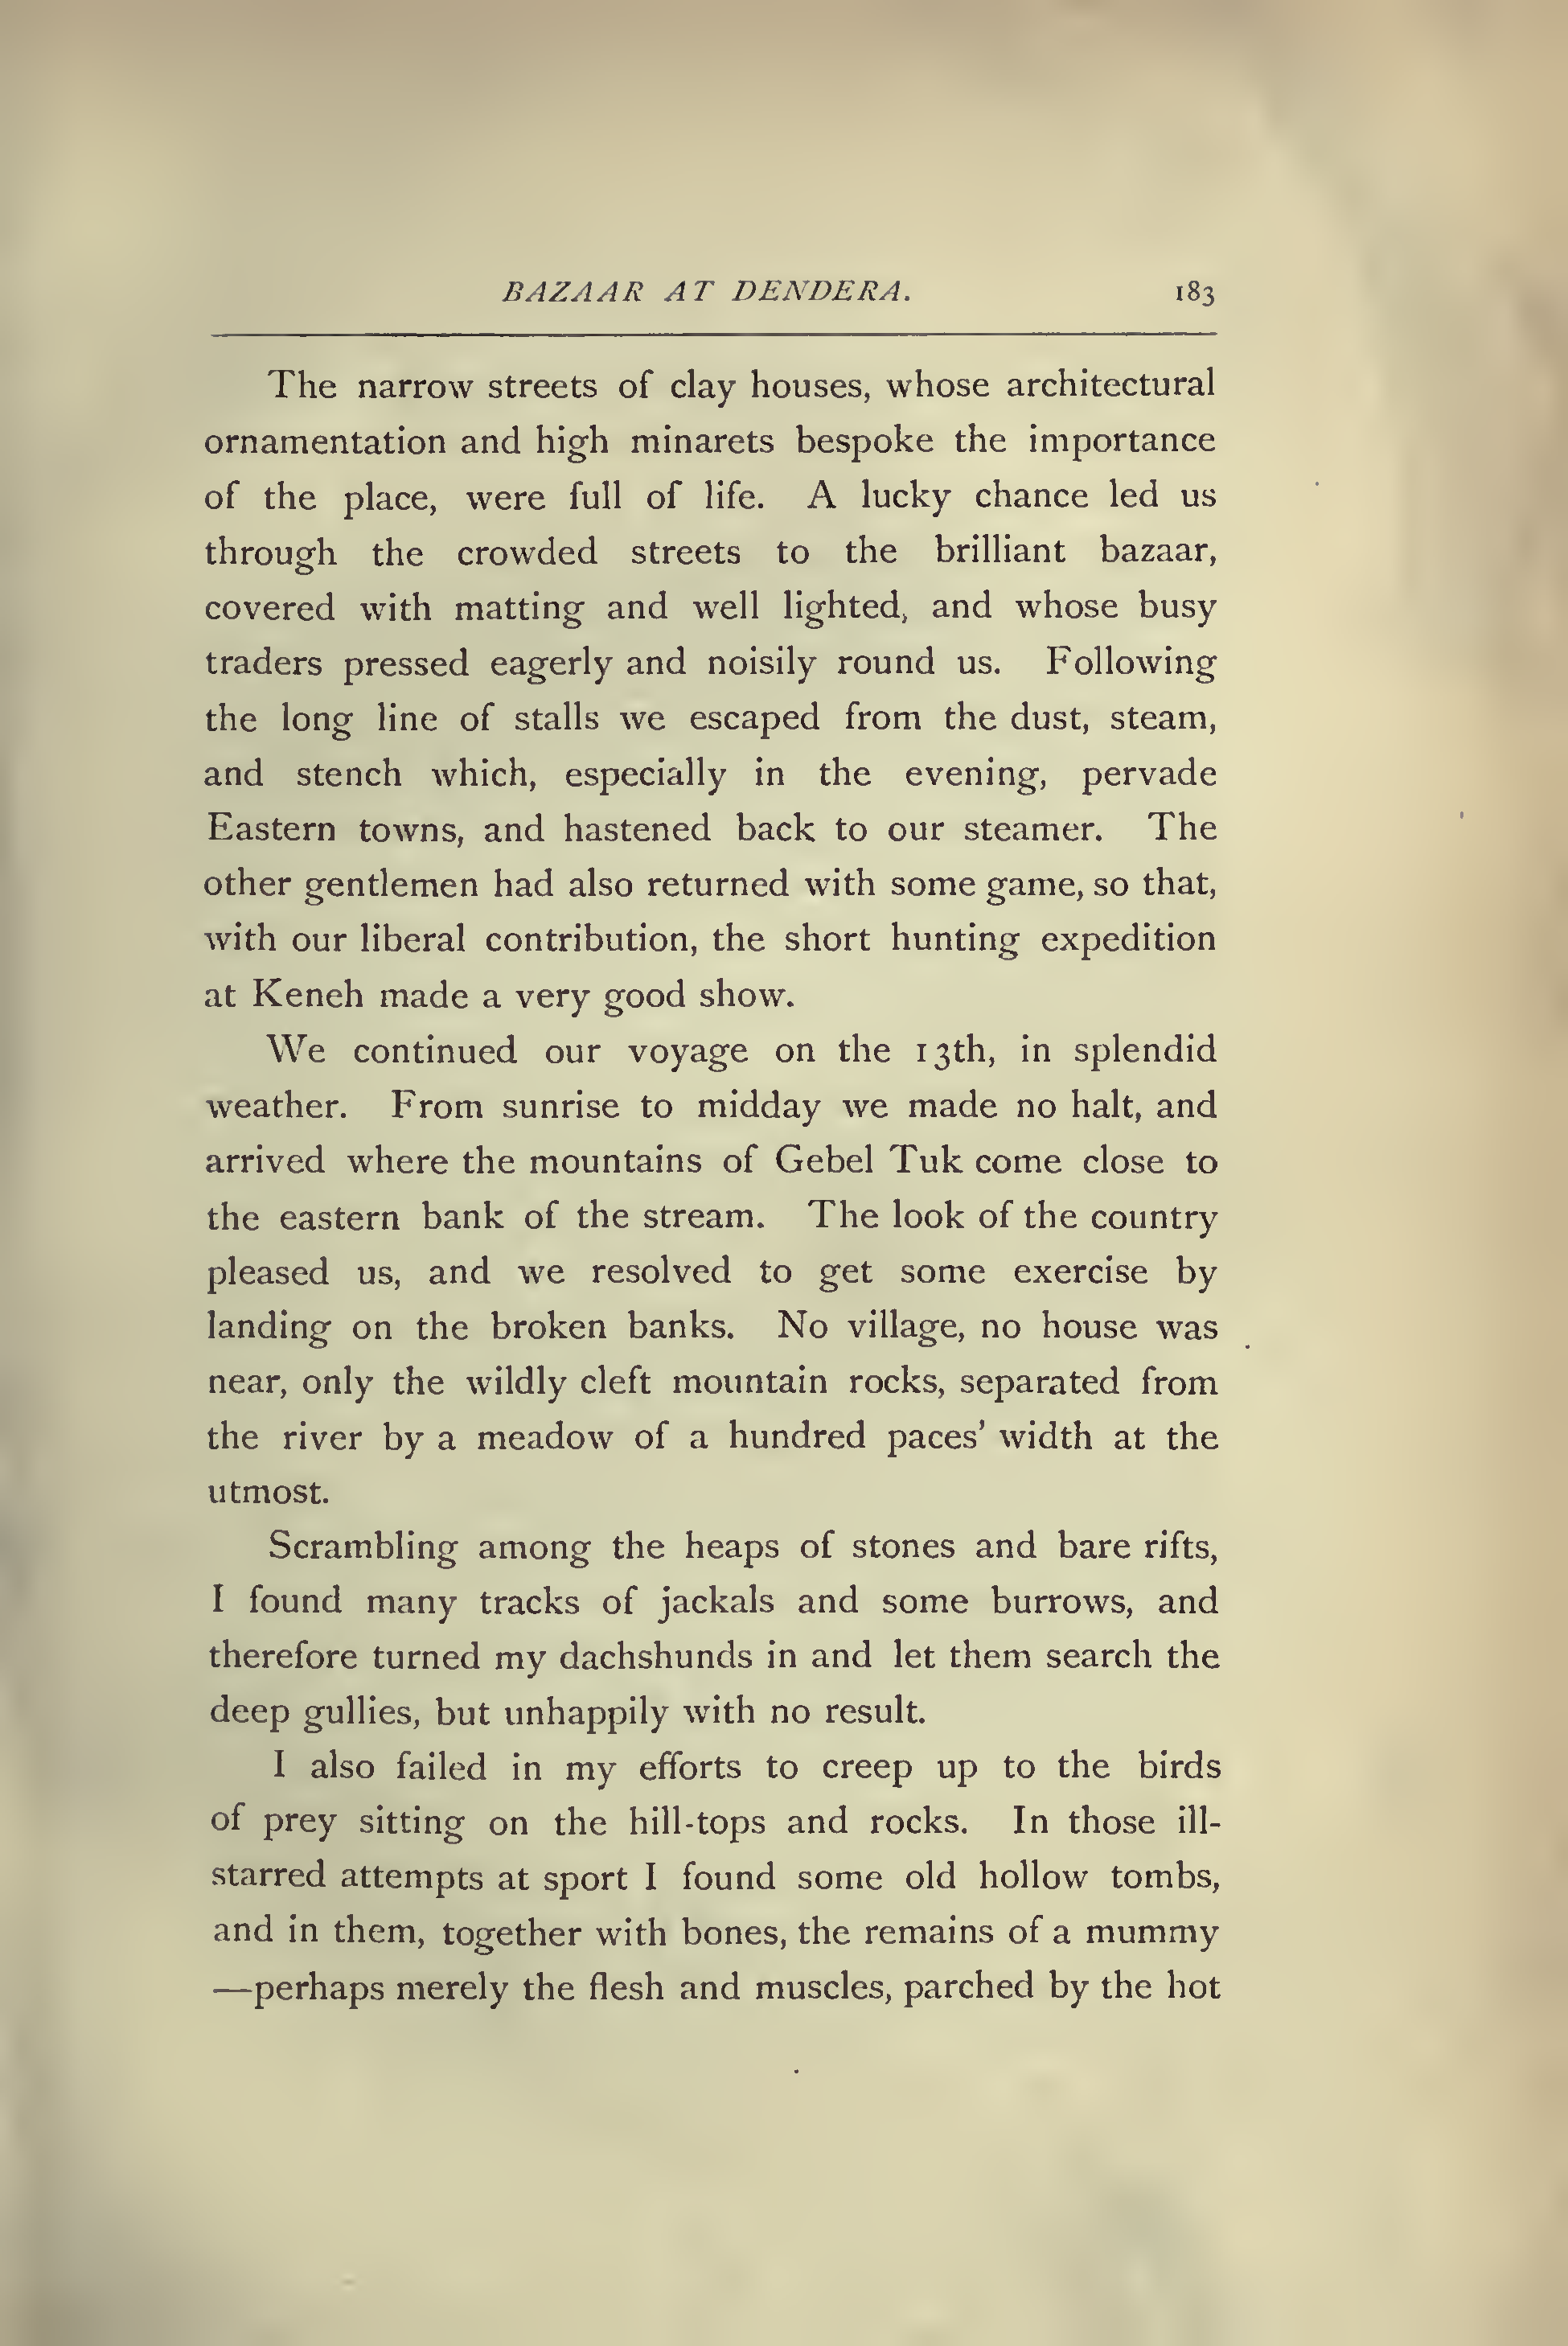 BAZAAR AT DENDERA. 183
The narrow streets of clay houses, whose architectural
ornamentation and high minarets bespoke the importance
of the place, were full of life. A lucky chance led us
through the crowded streets to the brilliant bazaar,
covered with matting and well lighted, and whose busy
traders pressed eagerly and noisily round us. Following
the long line of stalls we escaped from the dust, steam,
and stench which, especially in the evening, pervade
Eastern towns, and hastened back to our steamer. The
other gentlemen had also returned with some game, so that,
with our liberal contribution, the short hunting expedition
at Keneh made a very good show.
We continued our voyage on the 13th, in splendid
weather. From sunrise to midday we made no halt, and
arrived where the mountains of Gebel Tuk come close to
the eastern bank of the stream. The look of the country
pleased us, and we resolved to get some exercise by
landing on the broken banks. No village, no house was
near, only the wildly cleft mountain rocks, separated from
the river by a meadow of a hundred paces' width at the
utmost.
Scrambling among the heaps of stones and bare rifts,
I found many tracks of jackals and some burrows, and
therefore turned my dachshunds in and let them search the
deep gullies, but unhappily with no result.
I also failed in my efforts to creep up to the birds
of prey sitting on the hill-tops and rocks. In those ill-
starred attempts at sport I found some old hollow tombs,
and in them, together with bones, the remains of a mummy
—perhaps merely the flesh and muscles, parched by the hot